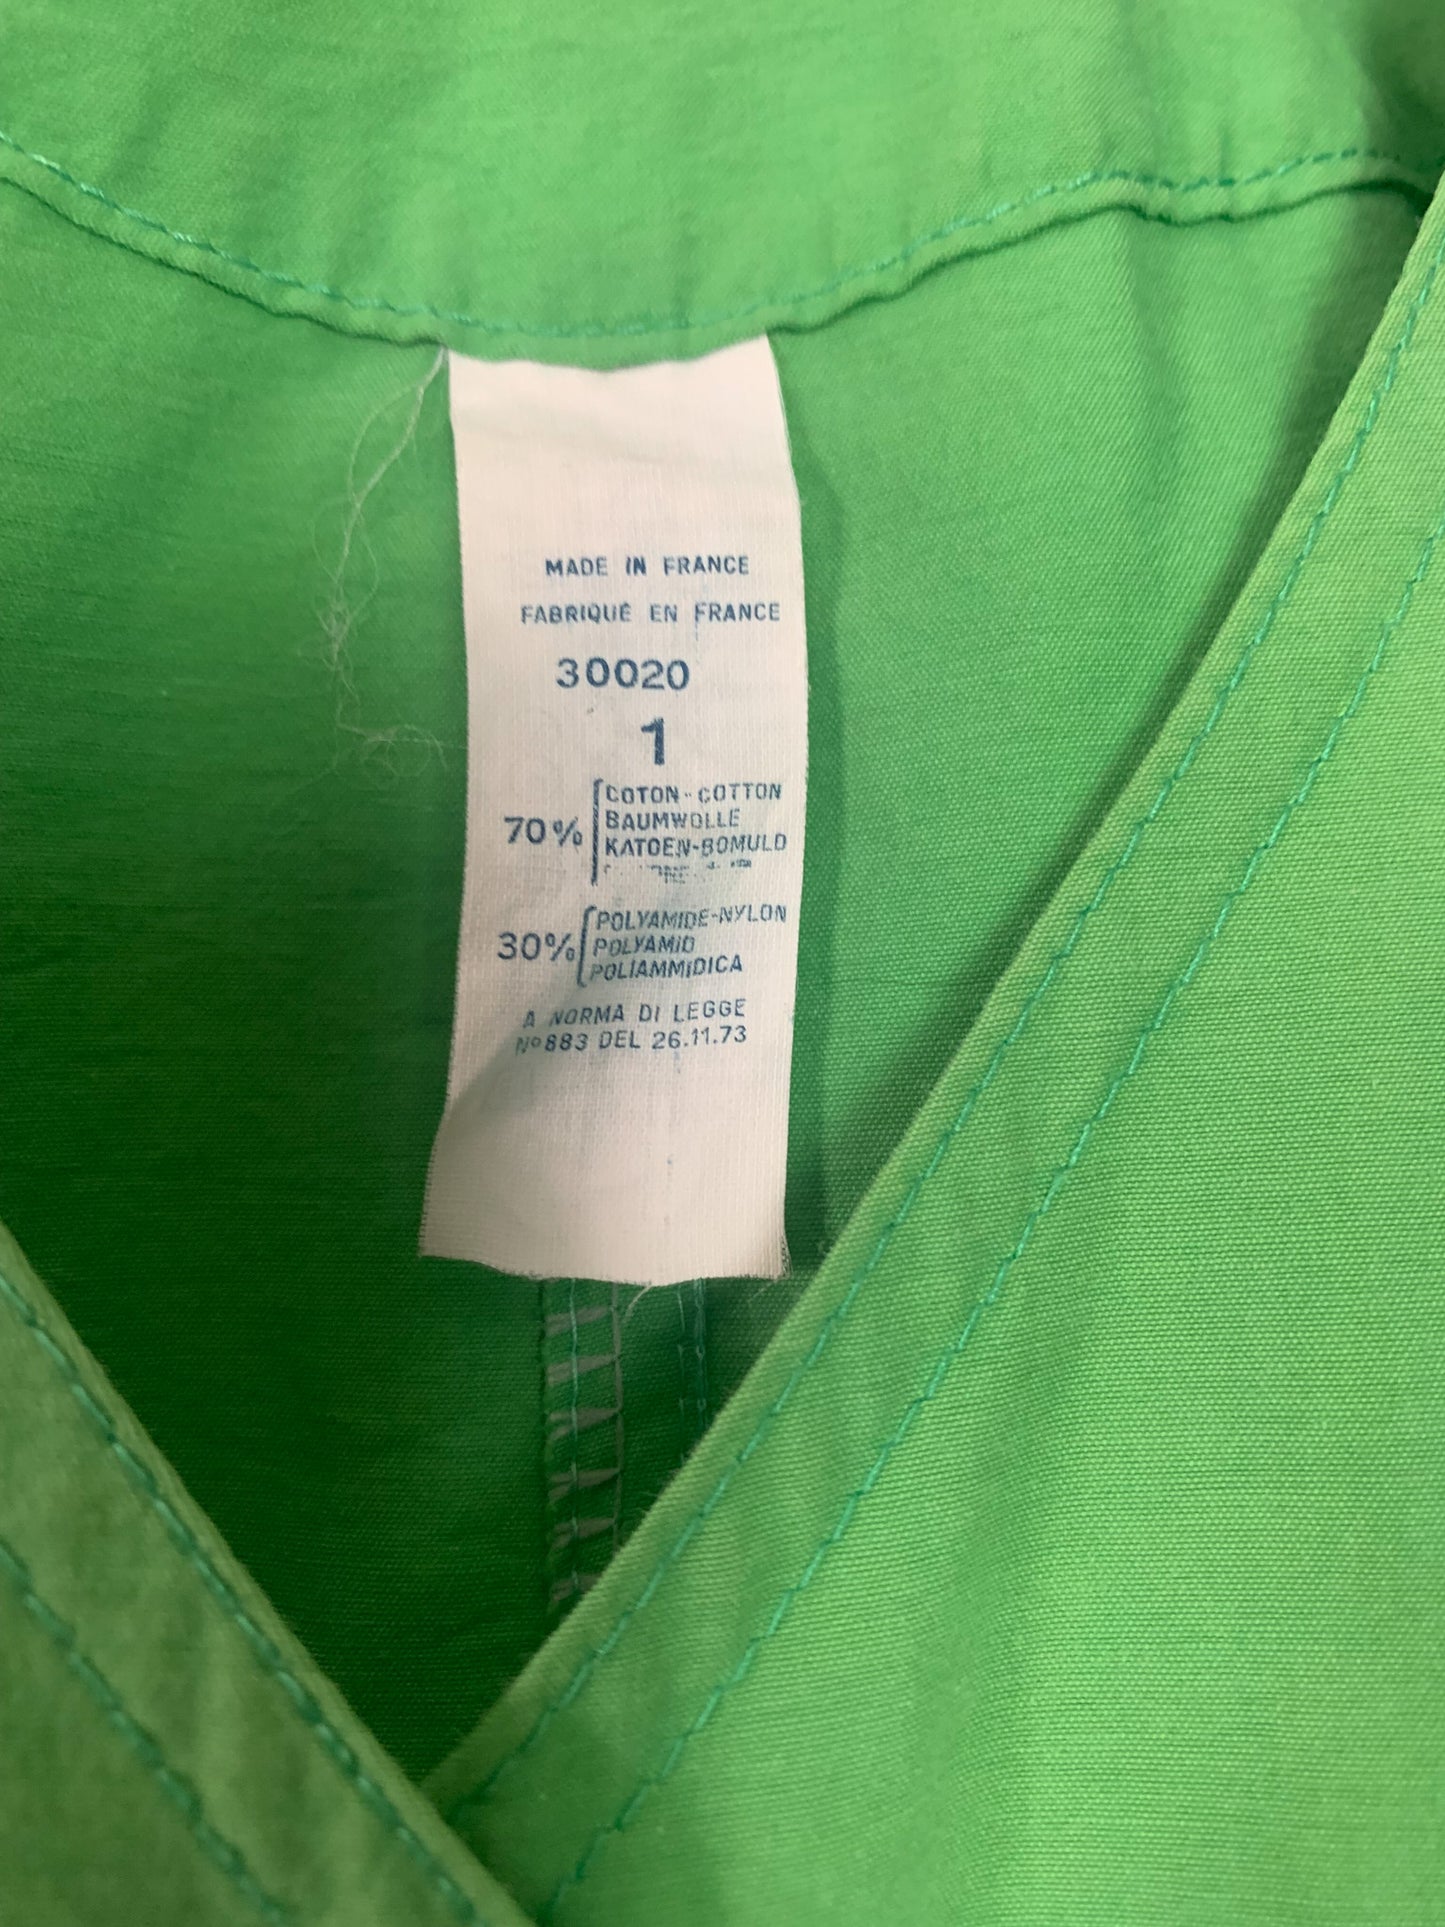 MADE IN FRANCE
FABRIQUÉ EN FRANCE
30020
1
70% COTON-COTTON
BAUMWOLLE
KATOEN-BOMULD
30% POLYAMIDE-NYLON
POLYAMID
POLIAMMIDICA
A NORMA DI LEGGE
Nº883 DEL 26.11.73